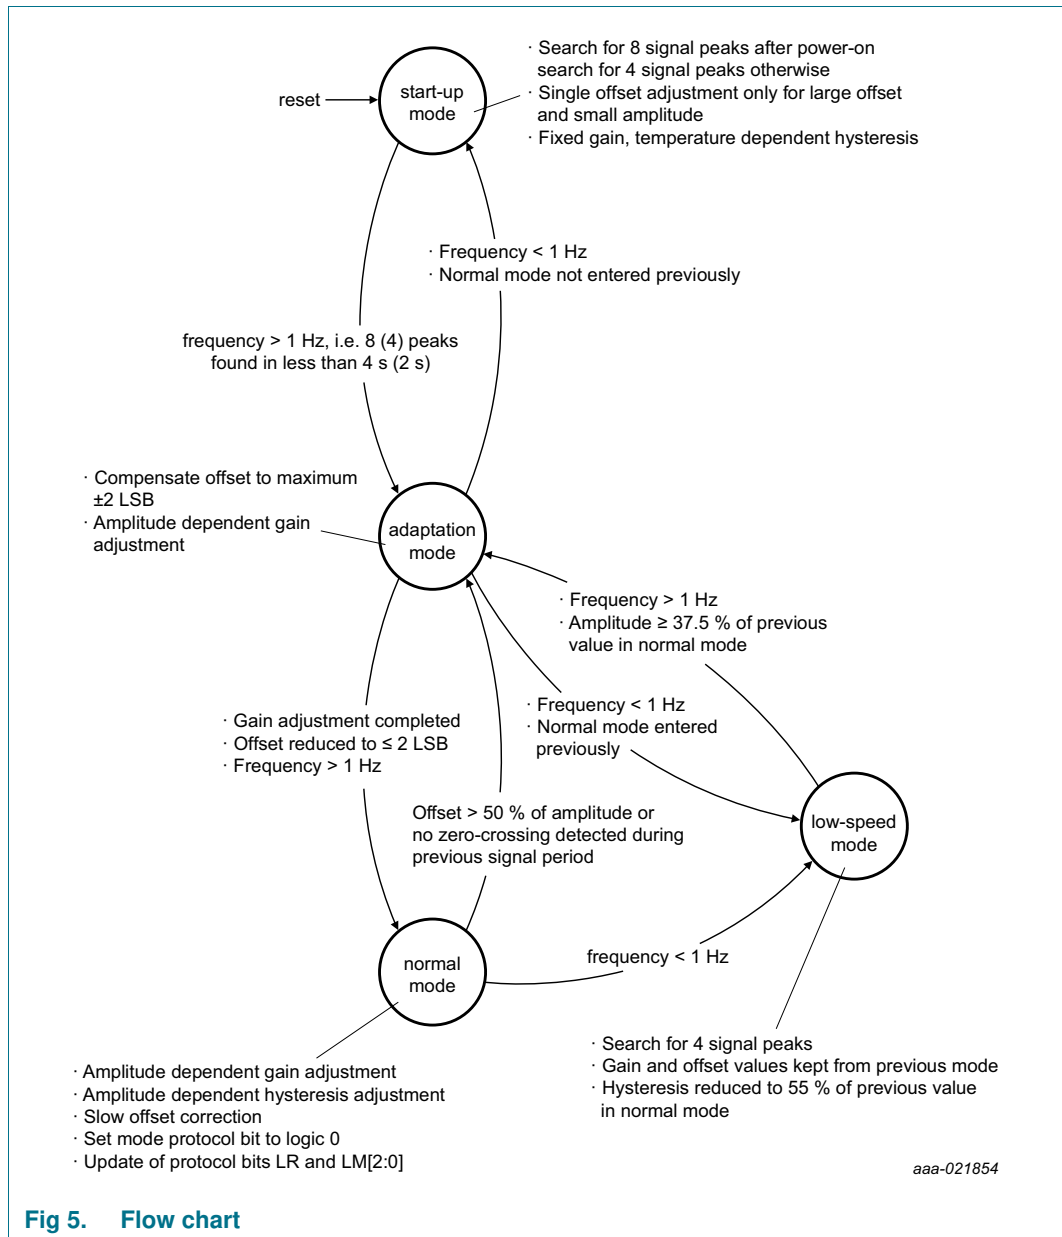 · Search for 8 signal peaks after power-on
search for 4 signal peaks otherwise
· Single offset adjustment only for large offset
and small amplitude
· Fixed gain, temperature dependent hysteresis
reset
start-up
mode
· Frequency < 1 Hz
· Normal mode not entered previously
frequency > 1 Hz, i.e. 8 (4) peaks
found in less than 4 s (2 s)
· Compensate offset to maximum
±2 LSB
· Amplitude dependent gain
adjustment
adaptation
mode
· Frequency > 1 Hz
· Amplitude ≥ 37.5 % of previous
value in normal mode
· Frequency < 1 Hz
· Normal mode entered
previously
· Gain adjustment completed
· Offset reduced to ≤ 2 LSB
· Frequency > 1 Hz
Offset > 50 % of amplitude or
no zero-crossing detected during
previous signal period
low-speed
mode
normal
mode
frequency < 1 Hz
· Search for 4 signal peaks
· Gain and offset values kept from previous mode
· Hysteresis reduced to 55 % of previous value
in normal mode
· Amplitude dependent gain adjustment
· Amplitude dependent hysteresis adjustment
· Slow offset correction
· Set mode protocol bit to logic 0
· Update of protocol bits LR and LM[2:0]
aaa-021854
Fig 5. Flow chart